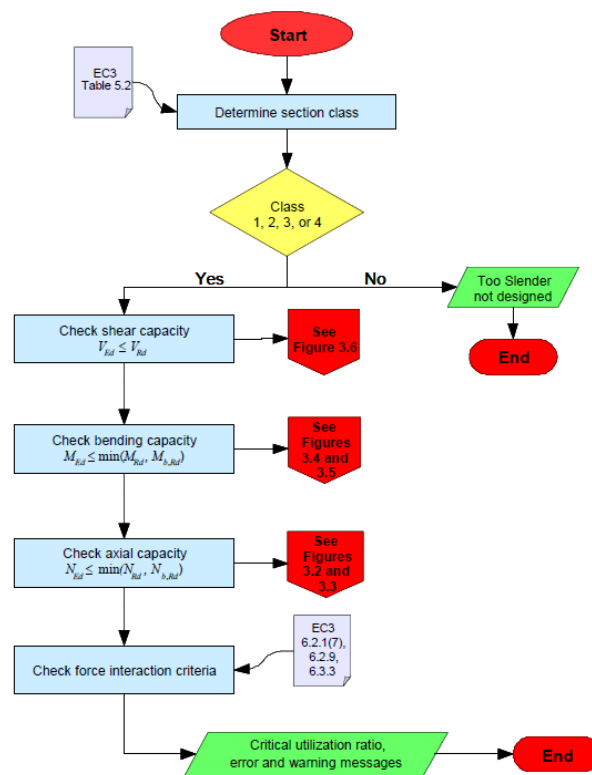 Start
EC3
Table 5.2
Determine section class
Class
1, 2, 3, or 4
Yes
No
Too Slender
not designed
End
Check shear capacity
V_Ed ≤ V_Rd
See
Figure 3.6
Check bending capacity
M_Ed ≤ min(M_Rd, M_b,Rd)
See
Figures
3.4 and
3.5
Check axial capacity
N_Ed ≤ min(N_Rd, N_b,Rd)
See
Figures
3.2 and
3.3
Check force interaction criteria
EC3
6.2.1(7),
6.2.9,
6.3.3
Critical utilization ratio,
error and warning messages
End